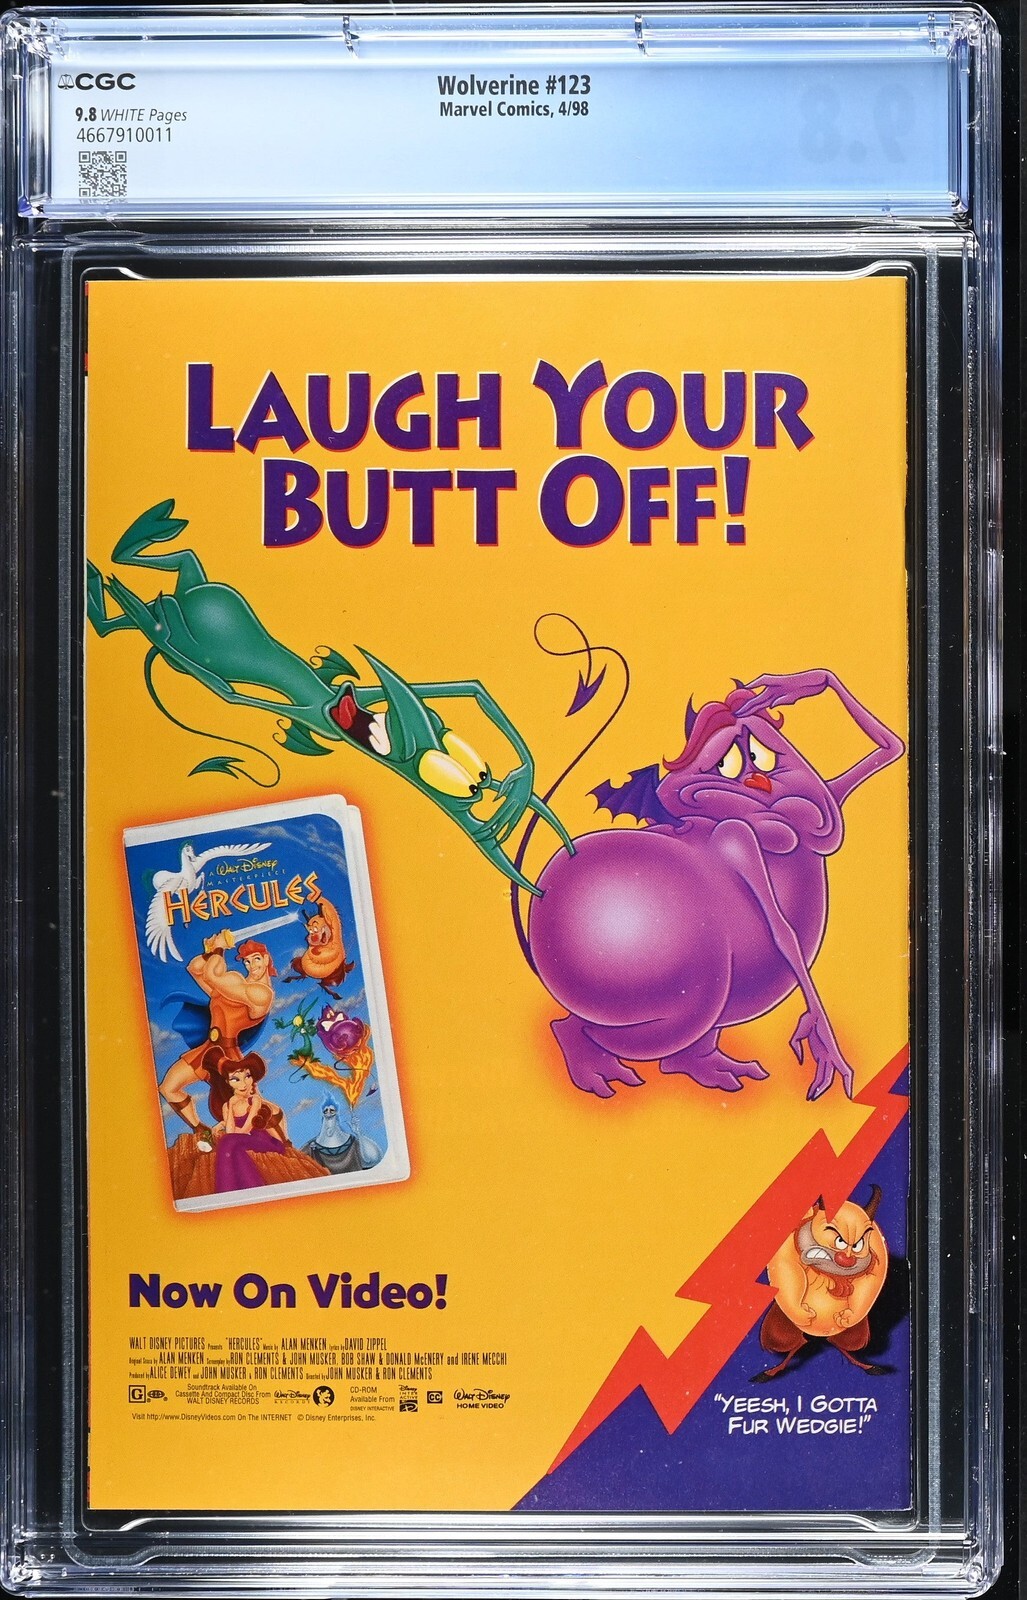 CGC
Wolverine #123
Marvel Comics, 4/98
9.8 WHITE Pages
4667910011
LAUGH YOUR
BUTT OFF!
A WALT DISNEY
MASTERPIECE
HERCULES
Now On Video!
WALT DISNEY PICTURES Presents "HERCULES" Music by ALAN MENKEN Lyrics by DAVID ZIPPEL
Original Score by ALAN MENKEN Screenplay by RON CLEMENTS & JOHN MUSKER, BOB SHAW & DONALD McENERY and IRENE MECCHI
Produced by ALICE DEWEY and JOHN MUSKER & RON CLEMENTS Directed by JOHN MUSKER & RON CLEMENTS
G
Soundtrack Available On
Cassette And Compact Disc From
WALT DISNEY RECORDS
WALT DISNEY
RECORDS
CD-ROM
Available From
DISNEY INTERACTIVE
CC
WALT DISNEY
HOME VIDEO
Visit http://www.DisneyVideos.com On The INTERNET © Disney Enterprises, Inc.
"YEESH, I GOTTA
FUR WEDGIE!"